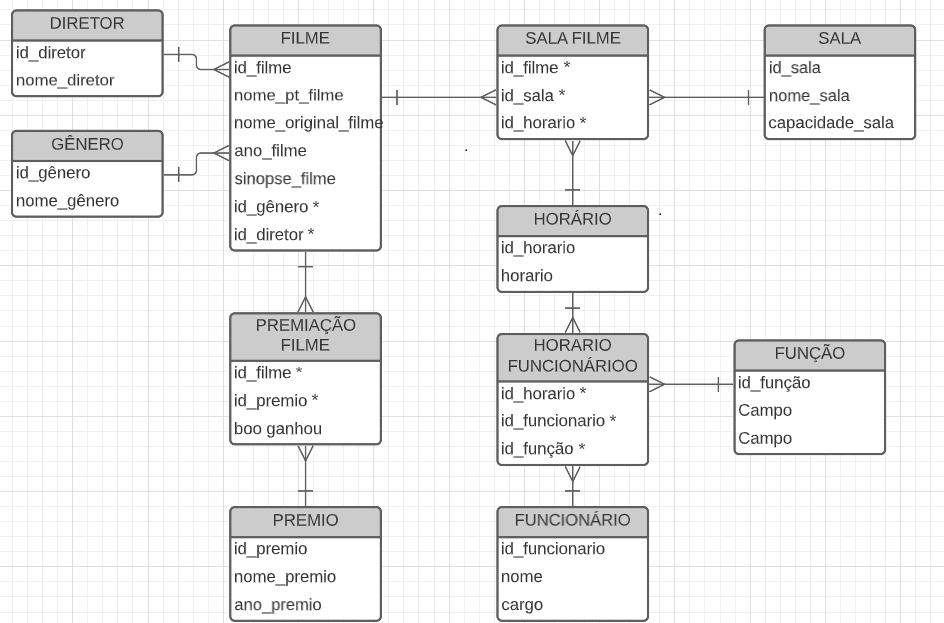 DIRETOR
id_diretor
nome_diretor
GÊNERO
id_gênero
nome_gênero
FILME
id_filme
nome_pt_filme
nome_original_filme
ano_filme
sinopse_filme
id_gênero *
id_diretor *
PREMIAÇÃO
FILME
id_filme *
id_premio *
boo ganhou
PREMIO
id_premio
nome_premio
ano_premio
SALA FILME
id_filme *
id_sala *
id_horario *
SALA
id_sala
nome_sala
capacidade_sala
HORÁRIO
id_horario
horario
HORARIO
FUNCIONÁRIOO
id_horario *
id_funcionario *
id_função *
FUNÇÃO
id_função
Campo
Campo
FUNCIONÁRIO
id_funcionario
nome
cargo